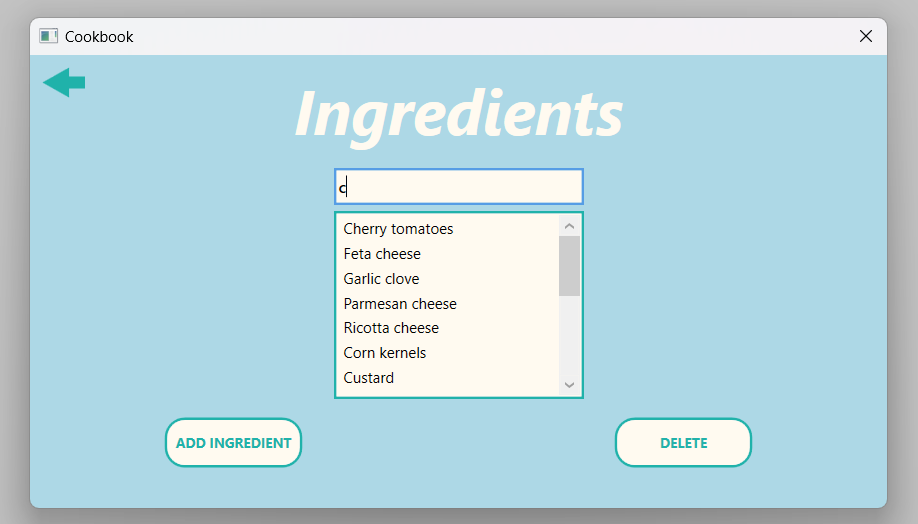 Cookbook
Ingredients
c
Cherry tomatoes
Feta cheese
Garlic clove
Parmesan cheese
Ricotta cheese
Corn kernels
Custard
ADD INGREDIENT
DELETE